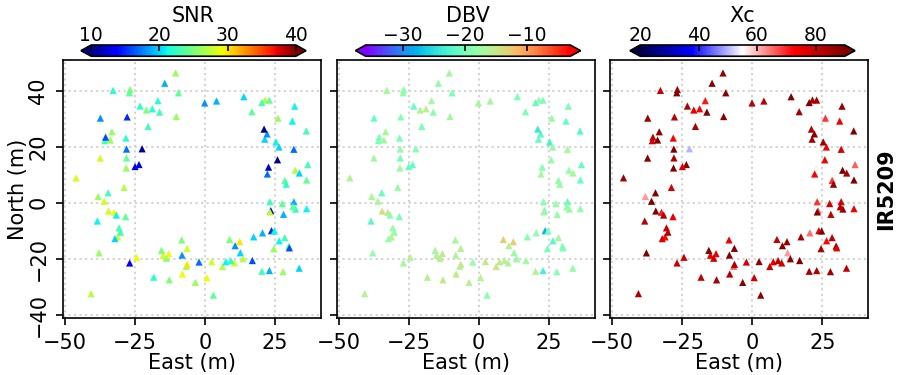 SNR DBV Xc
10 20 30 40 −30 −20 −10 20 40 60 80
40
20
North (m)
0
−20
−40
IR5209
−50 −25 0 25 −50 −25 0 25 −50 −25 0 25
East (m) East (m) East (m)